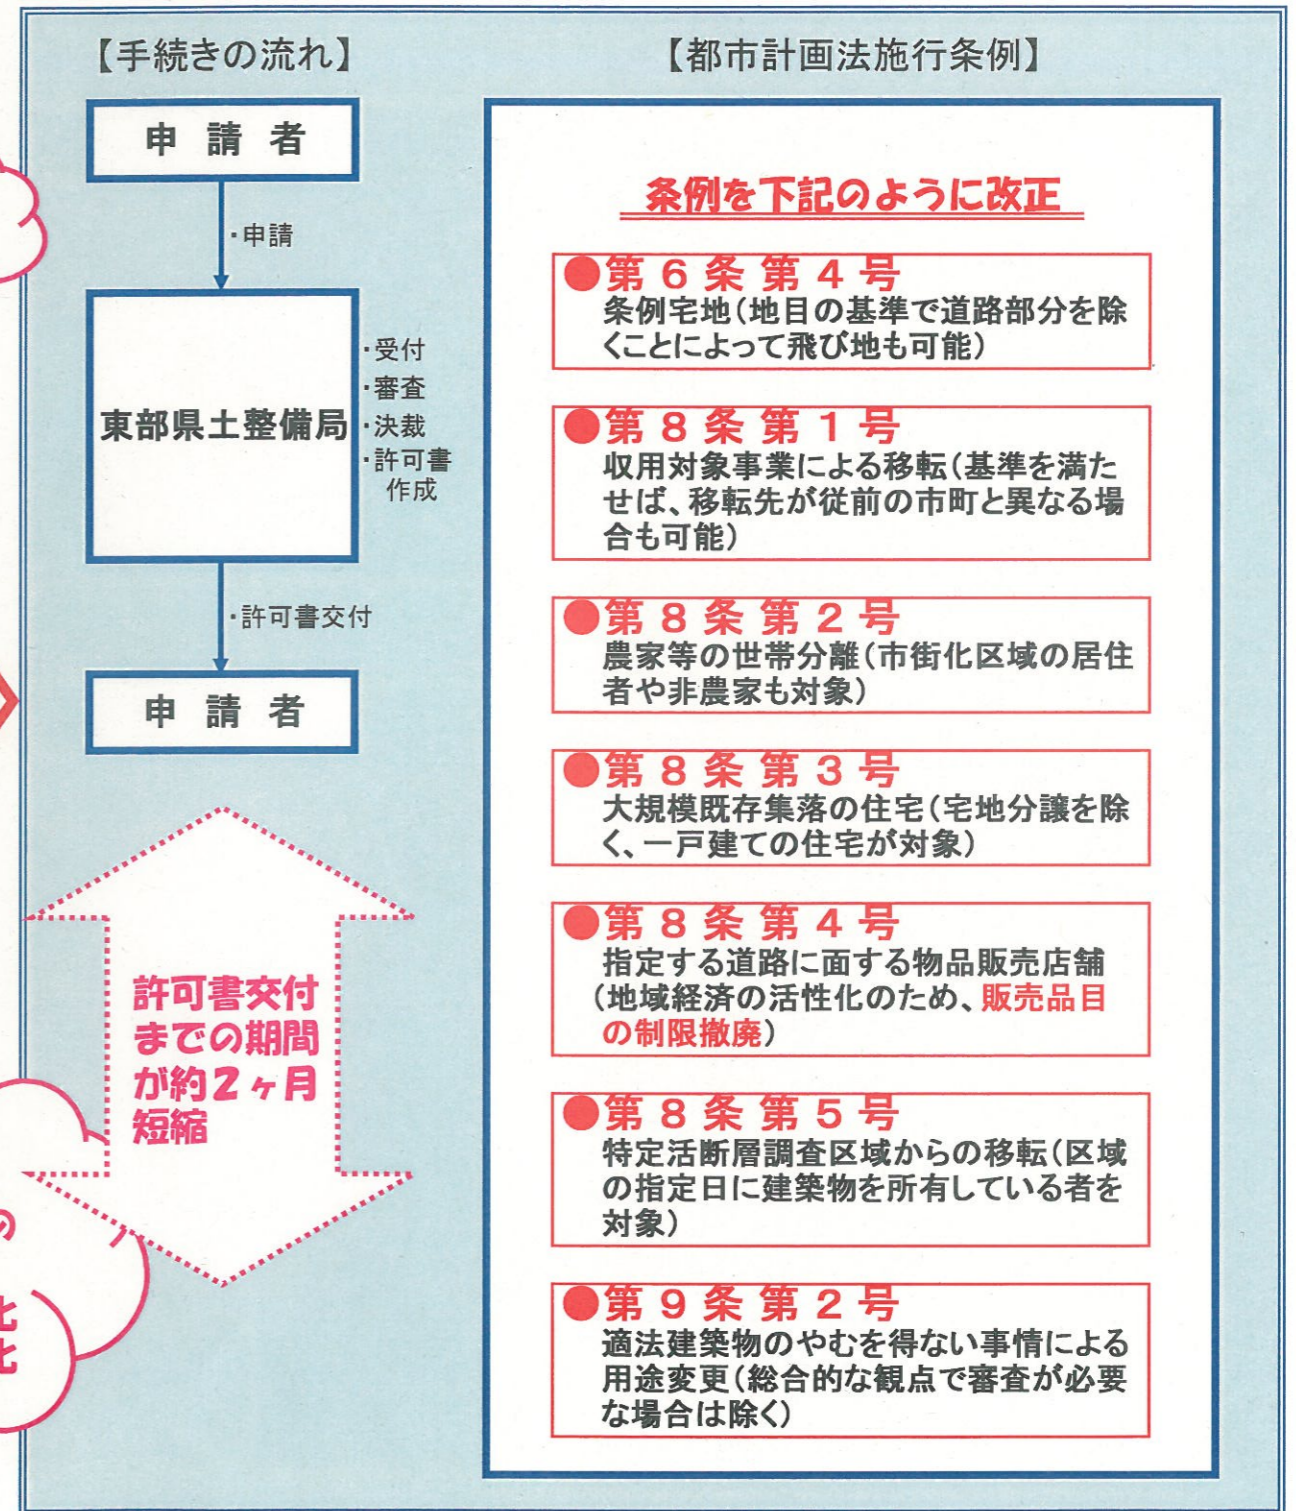 【手続きの流れ】
申請者
・申請
東部県土整備局
・受付
・審査
・決裁
・許可書
作成
・許可書交付
申請者
許可書交付
までの期間
が約2ヶ月
短縮
の
【都市計画法施行条例】
条例を下記のように改正
●第6条第4号
条例宅地(地目の基準で道路部分を除
くことによって飛び地も可能)
●第8条第1号
収用対象事業による移転(基準を満た
せば、移転先が従前の市町と異なる場
合も可能)
●第8条第2号
農家等の世帯分離(市街化区域の居住
者や非農家も対象)
●第8条第3号
大規模既存集落の住宅(宅地分譲を除
く、一戸建ての住宅が対象)
●第8条第4号
指定する道路に面する物品販売店舗
(地域経済の活性化のため、販売品目
の制限撤廃)
●第8条第5号
特定活断層調査区域からの移転(区域
の指定日に建築物を所有している者を
対象)
●第9条第2号
適法建築物のやむを得ない事情による
用途変更(総合的な観点で審査が必要
な場合は除く)